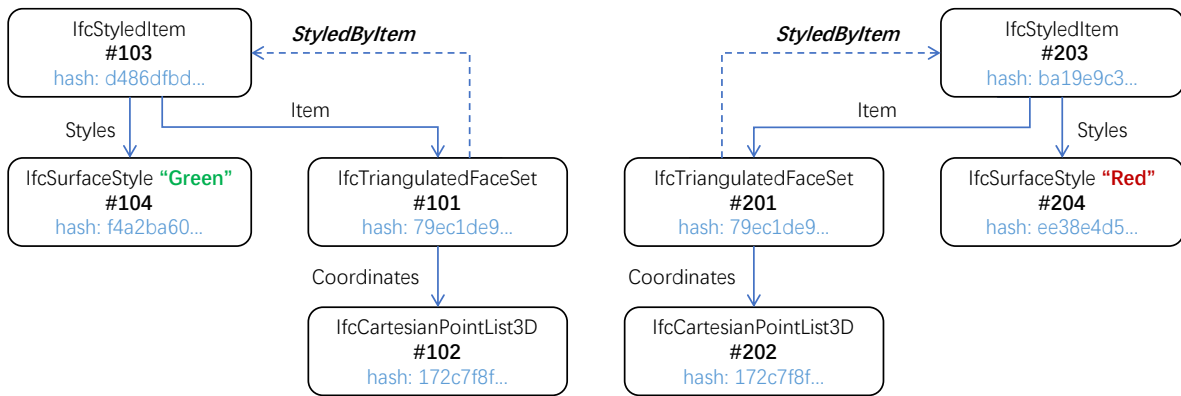 IfcStyledItem
#103
hash: d486dfbd...
StyledByItem
StyledByItem
IfcStyledItem
#203
hash: ba19e9c3...
Styles
Item
Item
Styles
IfcSurfaceStyle “Green”
#104
hash: f4a2ba60...
IfcTriangulatedFaceSet
#101
hash: 79ec1de9...
IfcTriangulatedFaceSet
#201
hash: 79ec1de9...
IfcSurfaceStyle “Red”
#204
hash: ee38e4d5...
Coordinates
Coordinates
IfcCartesianPointList3D
#102
hash: 172c7f8f...
IfcCartesianPointList3D
#202
hash: 172c7f8f...